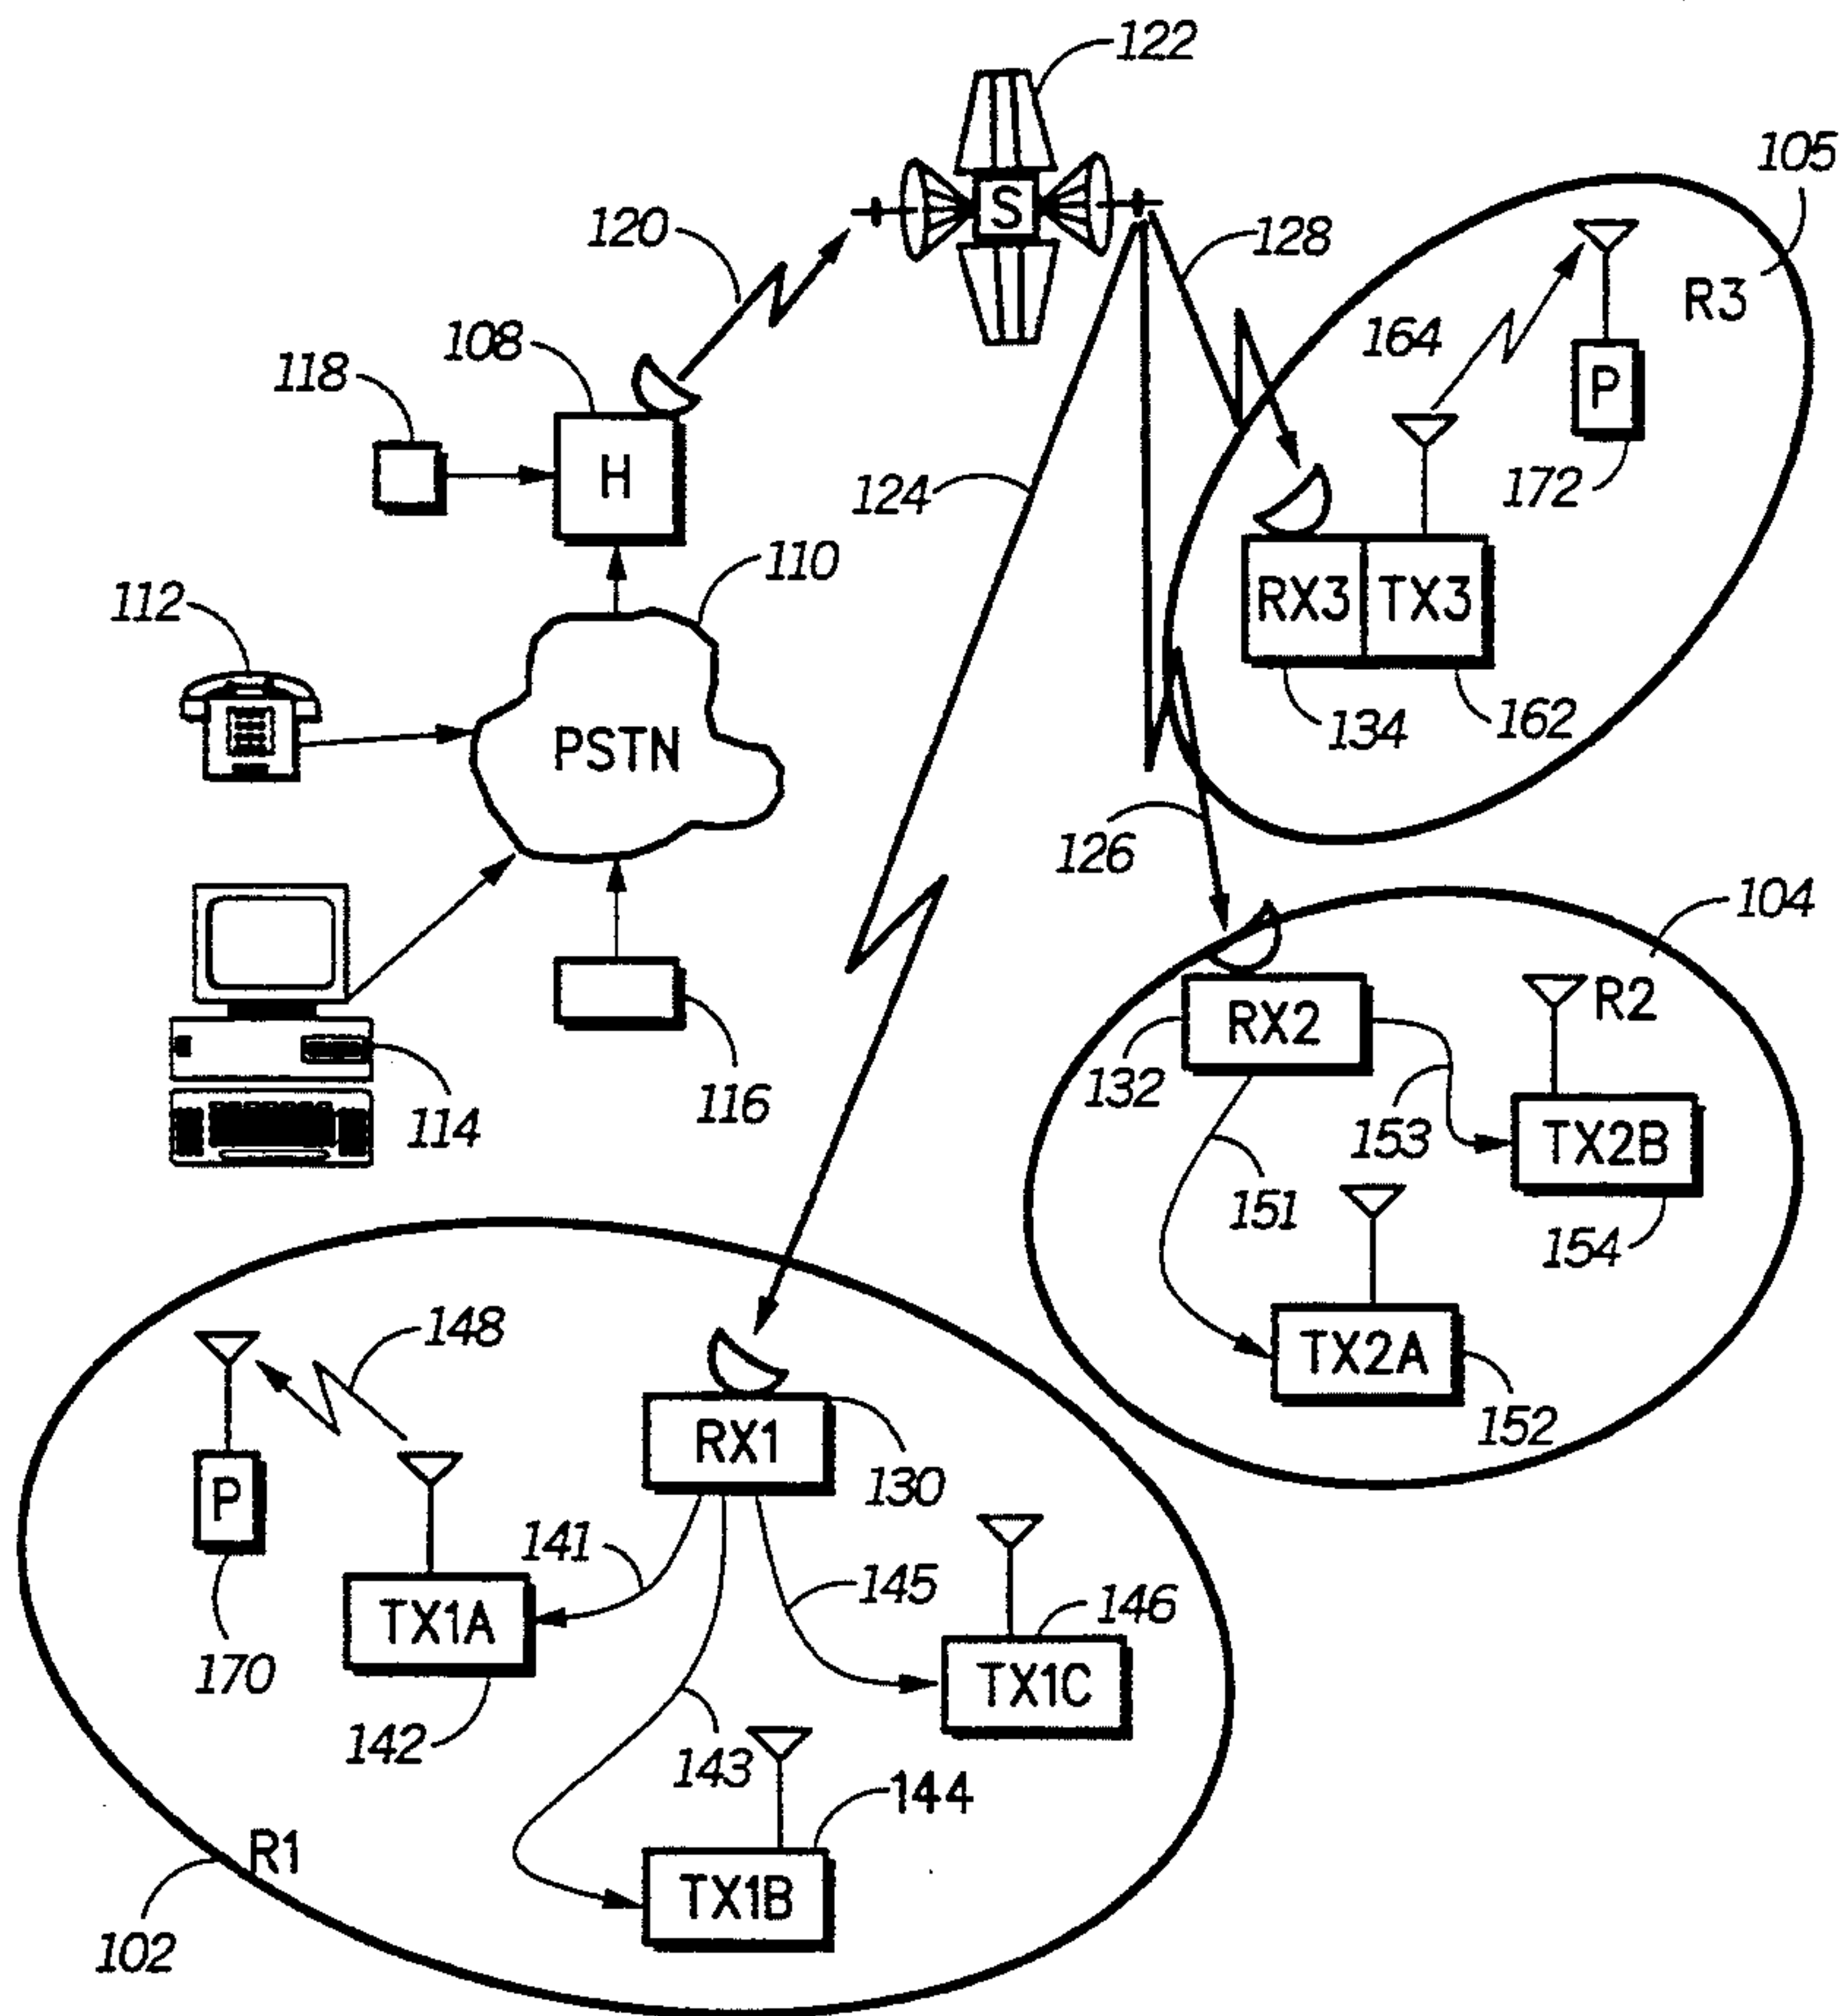 122
105
120
128
R3
S
108
164
118
P
H
124
172
110
112
RX3 TX3
PSTN
134
162
126
104
R2
RX2
132
116
114
153
TX2B
151
154
148
TX2A
RX1
152
P
130
141
145
146
TX1A
170
TX1C
142
143
144
R1
TX1B
102